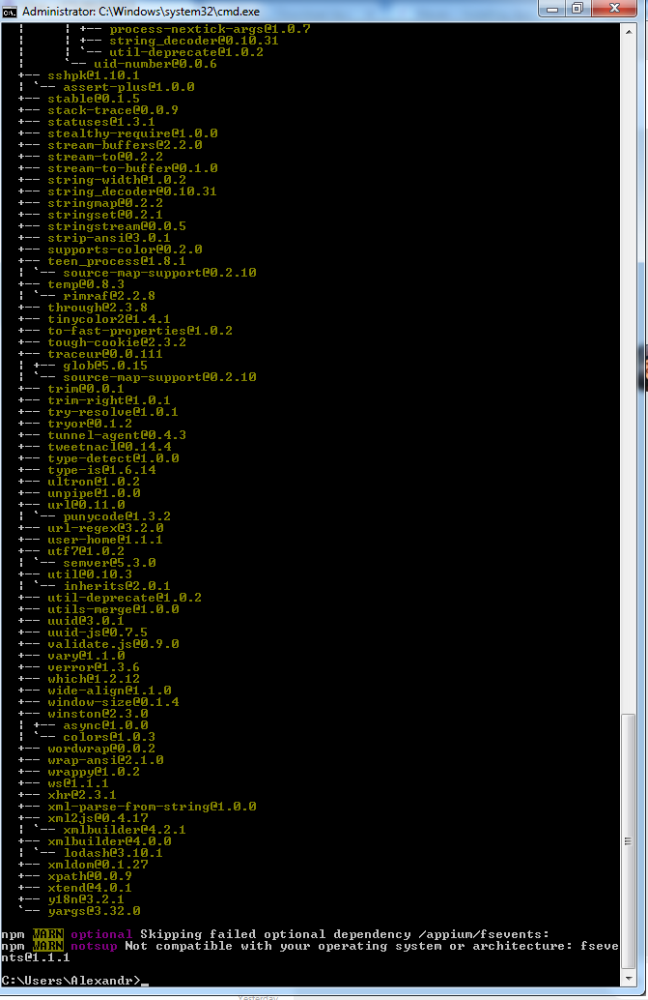 Administrator: C:\Windows\system32\cmd.exe
¦ ¦ +-- process-nextick-args@1.0.7
¦ ¦ +-- string_decoder@0.10.31
¦ ¦ `-- util-deprecate@1.0.2
¦ `-- uid-number@0.0.6
+-- sshpk@1.10.1
¦ `-- assert-plus@1.0.0
+-- stable@0.1.5
+-- stack-trace@0.0.9
+-- statuses@1.3.1
+-- stealthy-require@1.0.0
+-- stream-buffers@2.2.0
+-- stream-to@0.2.2
+-- stream-to-buffer@0.1.0
+-- string-width@1.0.2
+-- string_decoder@0.10.31
+-- stringmap@0.2.2
+-- stringset@0.2.1
+-- stringstream@0.0.5
+-- strip-ansi@3.0.1
+-- supports-color@0.2.0
+-- teen_process@1.8.1
¦ `-- source-map-support@0.2.10
+-- temp@0.8.3
¦ `-- rimraf@2.2.8
+-- through@2.3.8
+-- tinycolor2@1.4.1
+-- to-fast-properties@1.0.2
+-- tough-cookie@2.3.2
+-- traceur@0.0.111
¦ +-- glob@5.0.15
¦ `-- source-map-support@0.2.10
+-- trim@0.0.1
+-- trim-right@1.0.1
+-- try-resolve@1.0.1
+-- tryor@0.1.2
+-- tunnel-agent@0.4.3
+-- tweetnacl@0.14.4
+-- type-detect@1.0.0
+-- type-is@1.6.14
+-- ultron@1.0.2
+-- unpipe@1.0.0
+-- url@0.11.0
¦ `-- punycode@1.3.2
+-- url-regex@3.2.0
+-- user-home@1.1.1
+-- utf7@1.0.2
¦ `-- semver@5.3.0
+-- util@0.10.3
¦ `-- inherits@2.0.1
+-- util-deprecate@1.0.2
+-- utils-merge@1.0.0
+-- uuid@3.0.1
+-- uuid-js@0.7.5
+-- validate.js@0.9.0
+-- vary@1.1.0
+-- verror@1.3.6
+-- which@1.2.12
+-- wide-align@1.1.0
+-- window-size@0.1.4
+-- winston@2.3.0
¦ +-- async@1.0.0
¦ `-- colors@1.0.3
+-- wordwrap@0.0.2
+-- wrap-ansi@2.1.0
+-- wrappy@1.0.2
+-- ws@1.1.1
+-- xhr@2.3.1
+-- xml-parse-from-string@1.0.0
+-- xml2js@0.4.17
¦ `-- xmlbuilder@4.2.1
+-- xmlbuilder@4.0.0
¦ `-- lodash@3.10.1
+-- xmldom@0.1.27
+-- xpath@0.0.9
+-- xtend@4.0.1
+-- y18n@3.2.1
`-- yargs@3.32.0
npm WARN optional Skipping failed optional dependency /appium/fsevents:
npm WARN notsup Not compatible with your operating system or architecture: fseve
nts@1.1.1
C:\Users\Alexandr>_
Yesterday